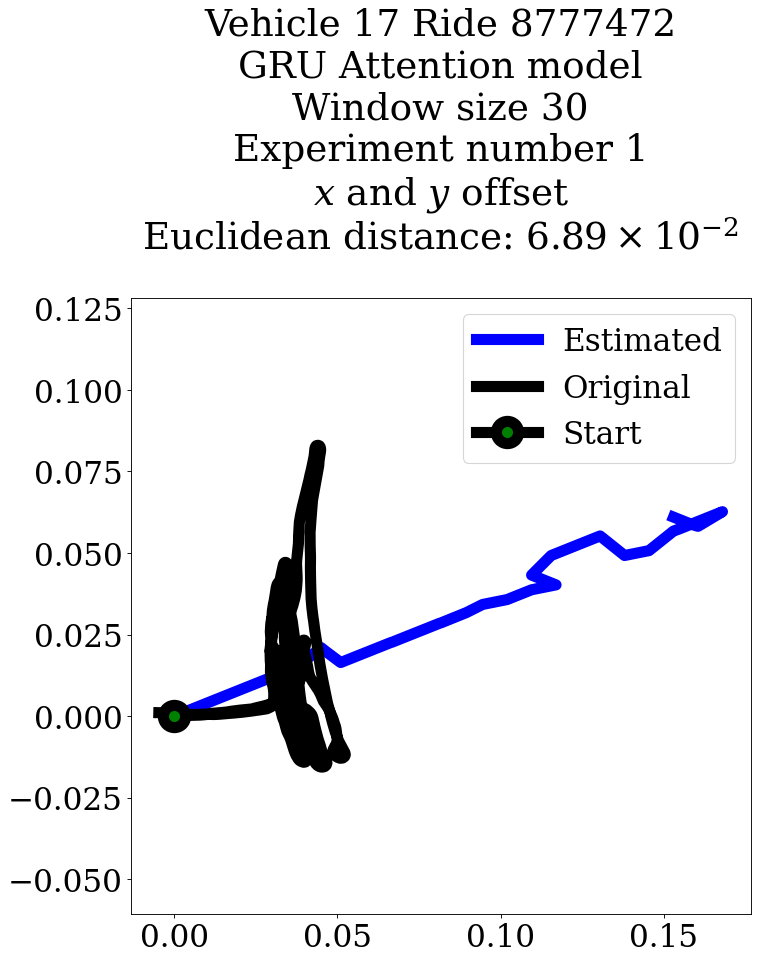 Vehicle 17 Ride 8777472
GRU Attention model
Window size 30
Experiment number 1
x and y offset
Euclidean distance: 6.89 × 10⁻²
0.125
0.100
0.075
0.050
0.025
0.000
−0.025
−0.050
Estimated
Original
Start
0.00 0.05 0.10 0.15